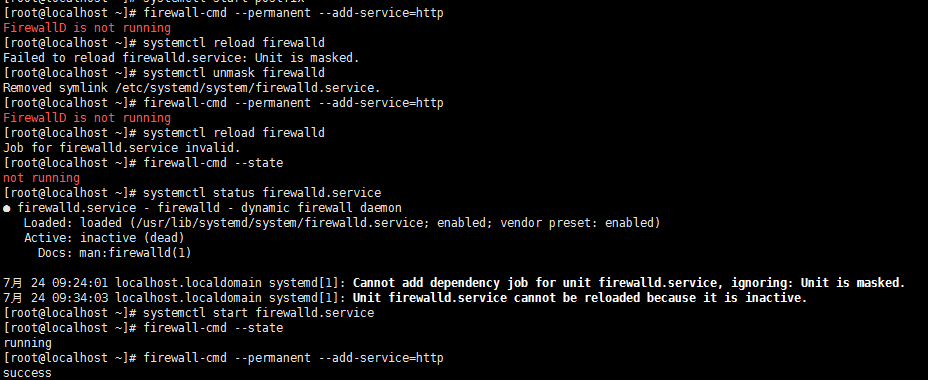 [root@localhost ~]# systemctl start postfix
[root@localhost ~]# firewall-cmd --permanent --add-service=http
FirewallD is not running
[root@localhost ~]# systemctl reload firewalld
Failed to reload firewalld.service: Unit is masked.
[root@localhost ~]# systemctl unmask firewalld
Removed symlink /etc/systemd/system/firewalld.service.
[root@localhost ~]# firewall-cmd --permanent --add-service=http
FirewallD is not running
[root@localhost ~]# systemctl reload firewalld
Job for firewalld.service invalid.
[root@localhost ~]# firewall-cmd --state
not running
[root@localhost ~]# systemctl status firewalld.service
● firewalld.service - firewalld - dynamic firewall daemon
   Loaded: loaded (/usr/lib/systemd/system/firewalld.service; enabled; vendor preset: enabled)
   Active: inactive (dead)
     Docs: man:firewalld(1)

7月 24 09:24:01 localhost.localdomain systemd[1]: Cannot add dependency job for unit firewalld.service, ignoring: Unit is masked.
7月 24 09:34:03 localhost.localdomain systemd[1]: Unit firewalld.service cannot be reloaded because it is inactive.
[root@localhost ~]# systemctl start firewalld.service
[root@localhost ~]# firewall-cmd --state
running
[root@localhost ~]# firewall-cmd --permanent --add-service=http
success